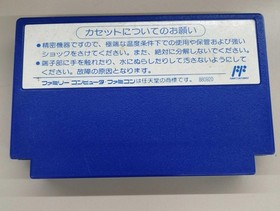 カセットについてのお願い
●精密機器ですので、極端な温度条件下での使用や保管および強い
ショックをさけてください。また、絶対に分解しないでください。
●端子部に手を触れたり、水にぬらしたりして汚さないようにして
ください。故障の原因となります。
ファミリーコンピュータ・ファミコンは任天堂の商標です。